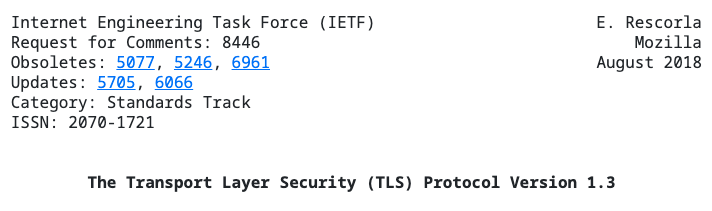 Internet Engineering Task Force (IETF) E. Rescorla
Request for Comments: 8446 Mozilla
Obsoletes: 5077, 5246, 6961 August 2018
Updates: 5705, 6066
Category: Standards Track
ISSN: 2070-1721
The Transport Layer Security (TLS) Protocol Version 1.3